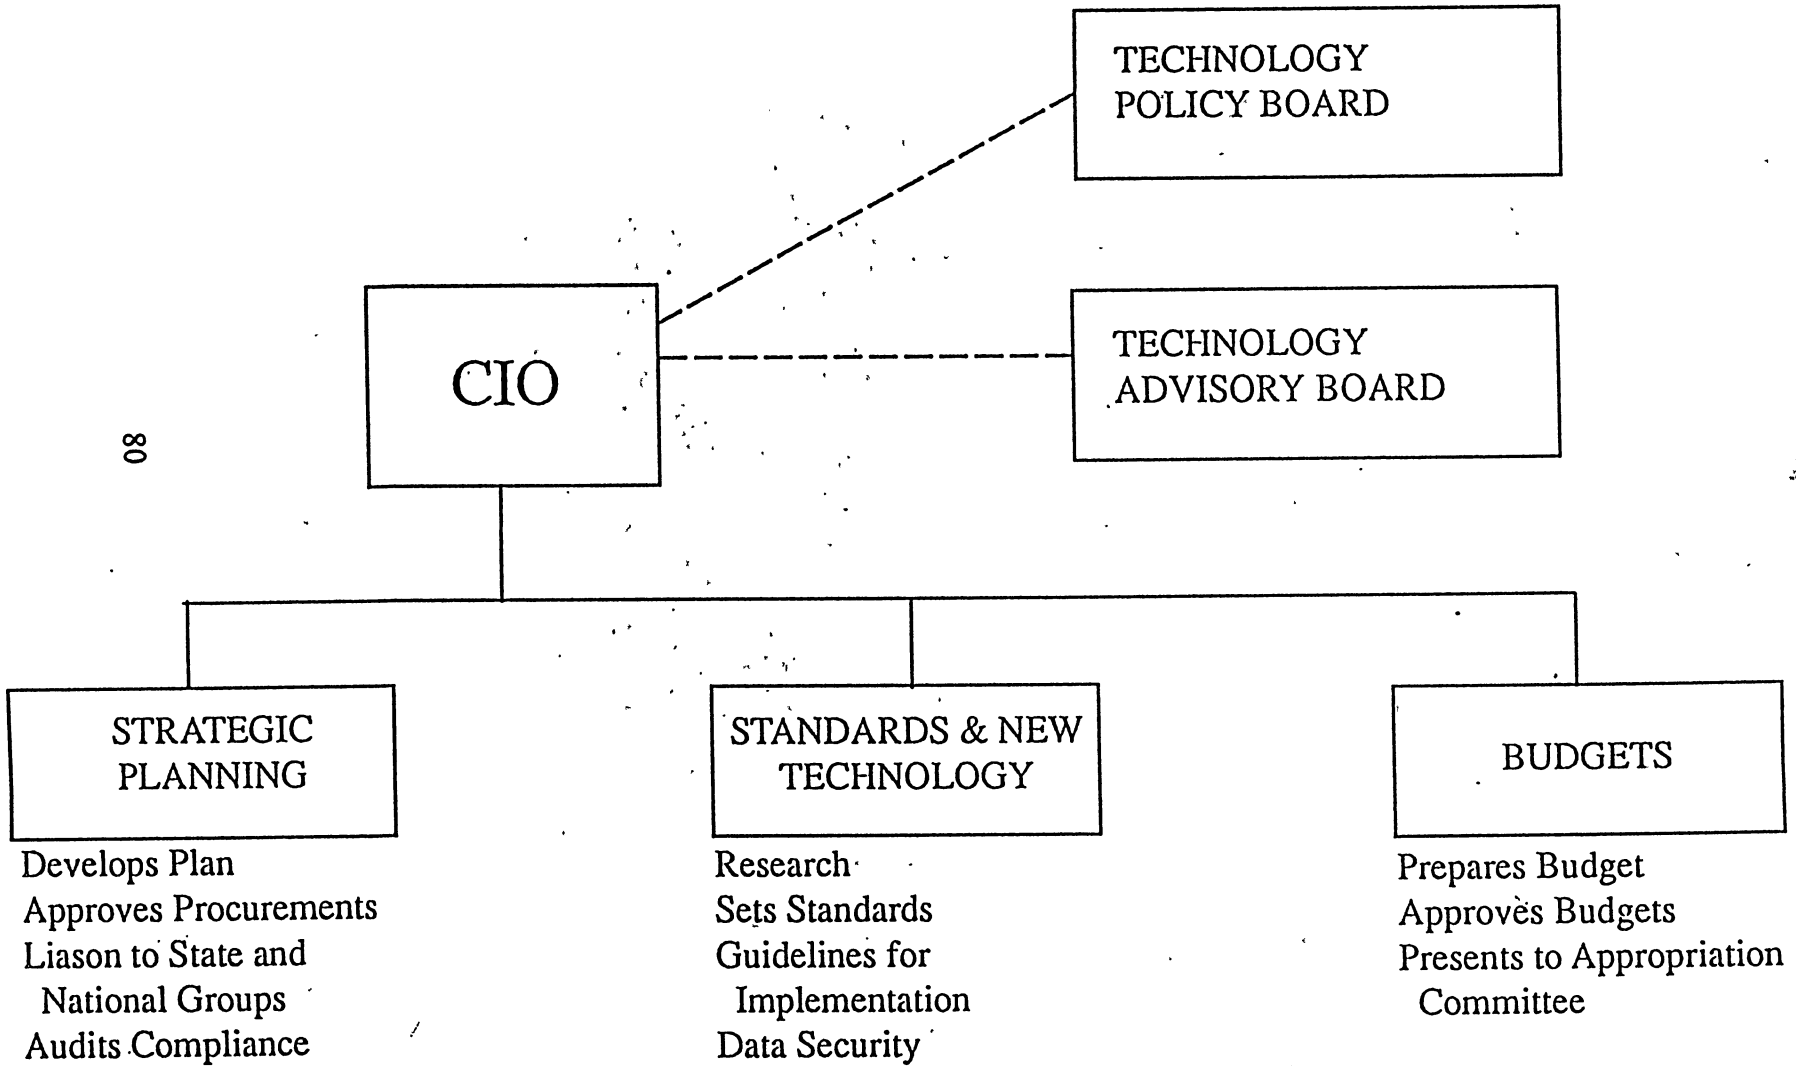 TECHNOLOGY
POLICY BOARD
CIO
TECHNOLOGY
ADVISORY BOARD
80
STRATEGIC
PLANNING
Develops Plan
Approves Procurements
Liason to State and
National Groups
Audits Compliance
STANDARDS & NEW
TECHNOLOGY
Research
Sets Standards
Guidelines for
Implementation
Data Security
BUDGETS
Prepares Budget
Approves Budgets
Presents to Appropriation
Committee